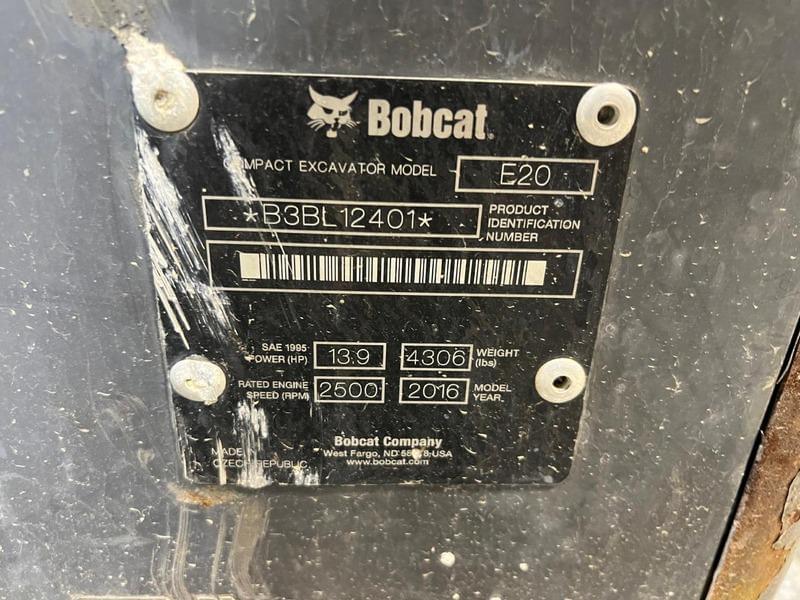 Bobcat
COMPACT EXCAVATOR MODEL E20
*B3BL12401* PRODUCT
IDENTIFICATION
NUMBER
SAE 1995
POWER (HP) 13.9 4306 WEIGHT
(lbs)
RATED ENGINE
SPEED (RPM) 2500 2016 MODEL
YEAR
Bobcat Company
West Fargo, ND USA
www.bobcat.com
MADE
CZECH REPUBLIC